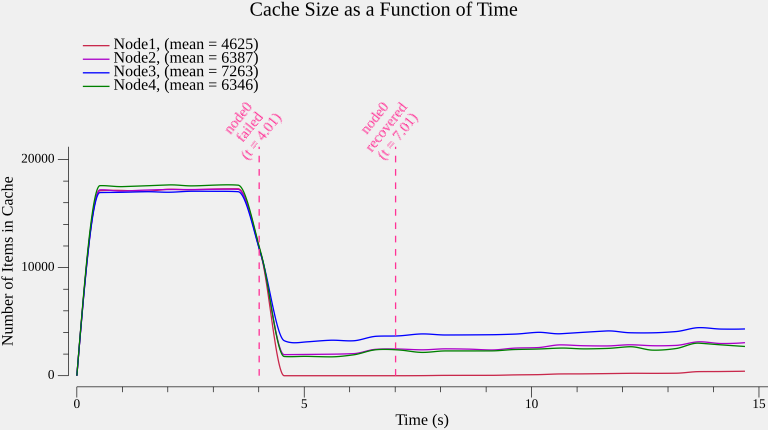 Cache Size as a Function of Time
Node1, (mean = 4625)
Node2, (mean = 6387)
Node3, (mean = 7263)
Node4, (mean = 6346)
node0
failed
(t = 4.01)
node0
recovered
(t = 7.01)
Number of Items in Cache
20000
10000
0
0
5
10
15
Time (s)